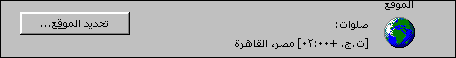 الموقع
صلوات:
[ت.ج. +٠٢:٠٠] مصر، القاهرة
تحديد الموقع...